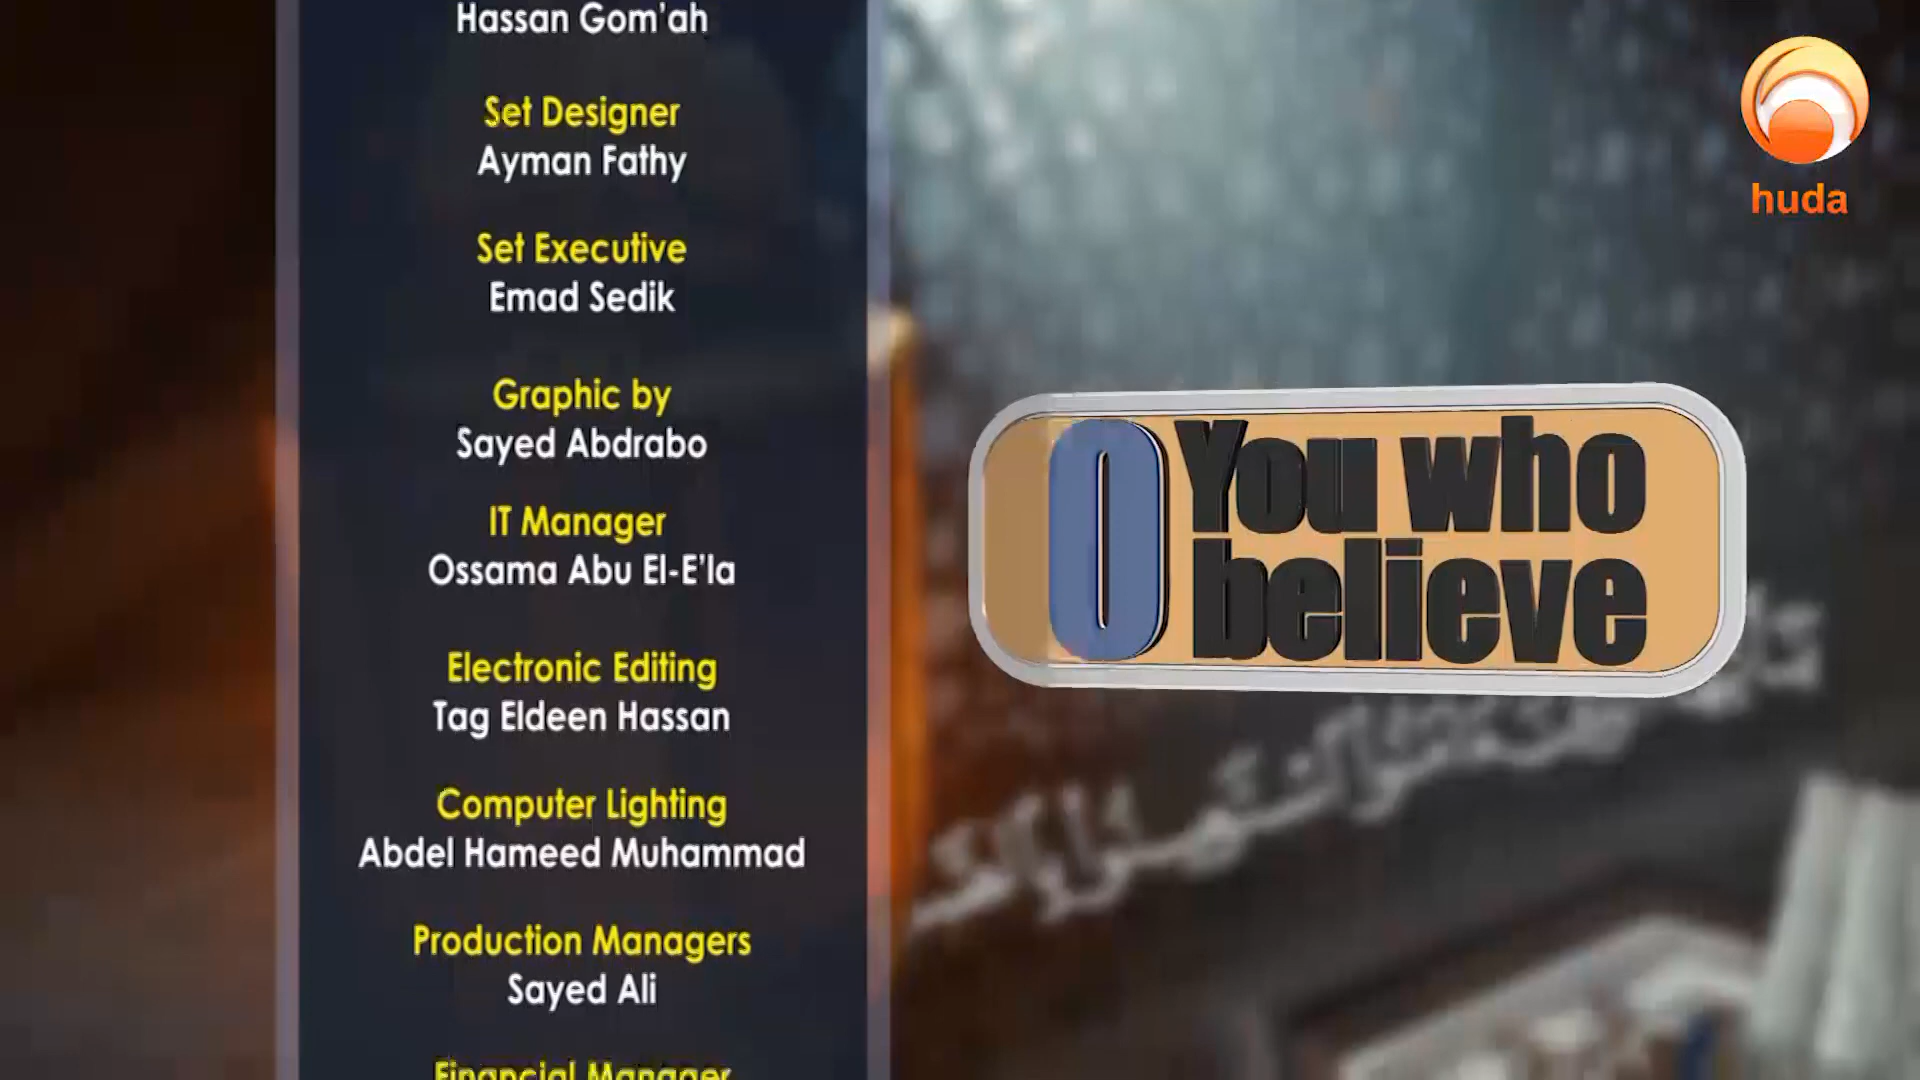 Hassan Gom'ah
Set Designer
Ayman Fathy
Set Executive
Emad Sedik
Graphic by
Sayed Abdrabo
IT Manager
Ossama Abu El-E'la
Electronic Editing
Tag Eldeen Hassan
Computer Lighting
Abdel Hameed Muhammad
Production Managers
Sayed Ali
Financial Manager
huda
O You who
believe